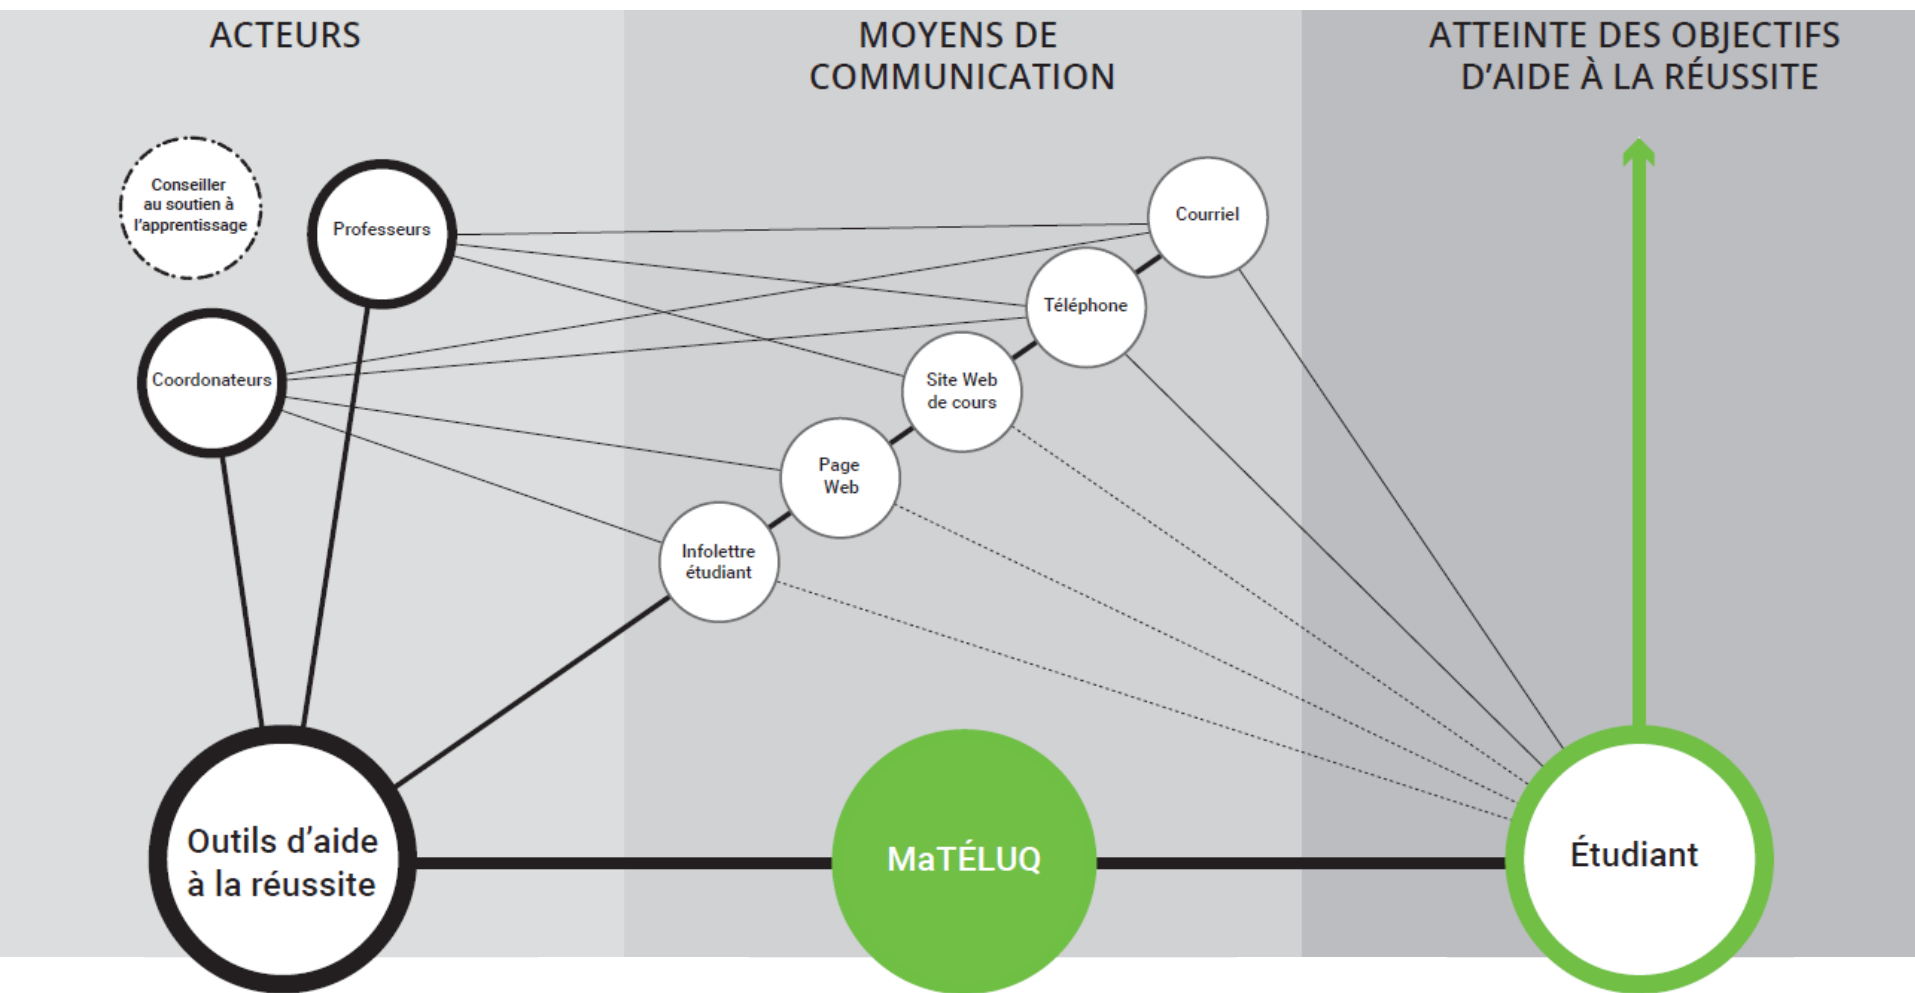 ACTEURS
MOYENS DE
COMMUNICATION
ATTEINTE DES OBJECTIFS
D'AIDE À LA RÉUSSITE
Conseiller
au soutien à
l'apprentissage
Professeurs
Coordonateurs
Courriel
Téléphone
Site Web
de cours
Page
Web
Infolettre
étudiant
Outils d'aide
à la réussite
MaTÉLUQ
Étudiant